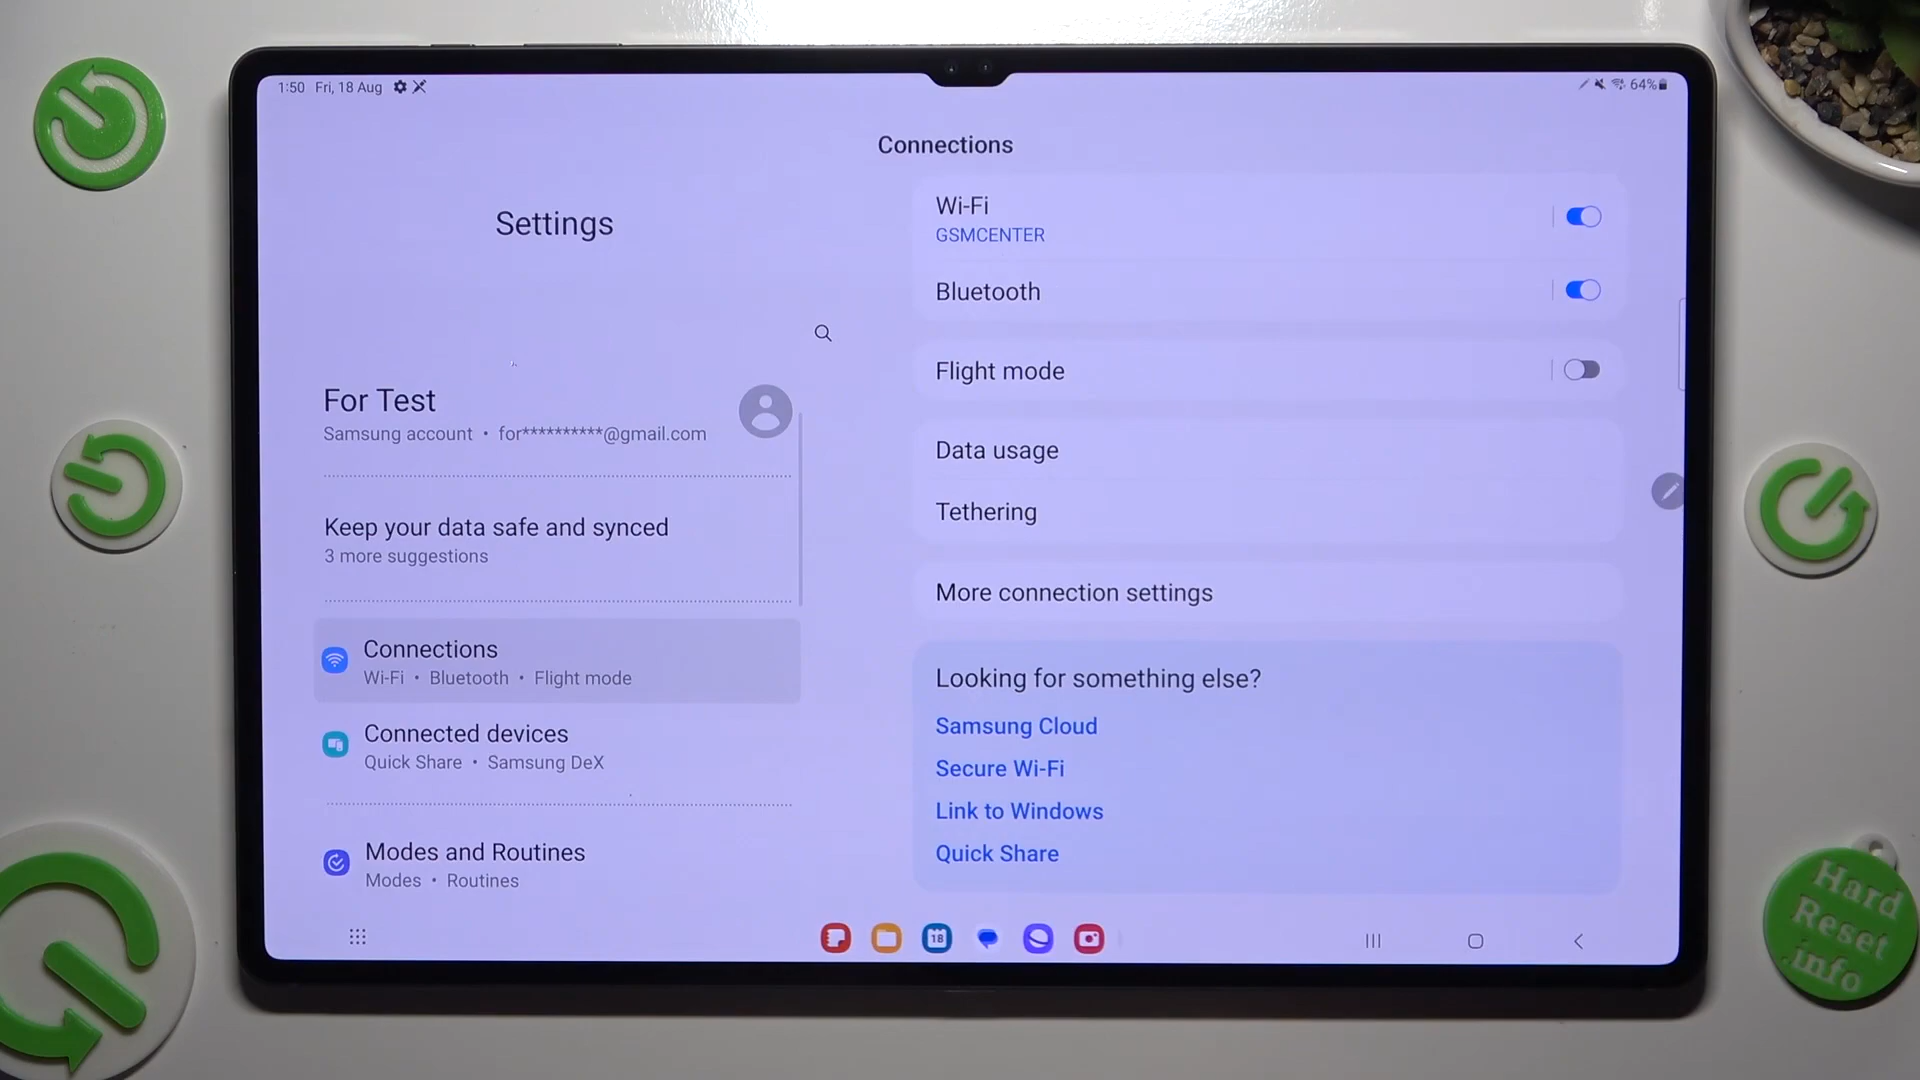 1:50 Fri, 18 Aug
64%
Settings
For Test
Samsung account • for**********@gmail.com
Keep your data safe and synced
3 more suggestions
Connections
Wi-Fi • Bluetooth • Flight mode
Connected devices
Quick Share • Samsung DeX
Modes and Routines
Modes • Routines
Connections
Wi-Fi
GSMCENTER
Bluetooth
Flight mode
Data usage
Tethering
More connection settings
Looking for something else?
Samsung Cloud
Secure Wi-Fi
Link to Windows
Quick Share
18
Hard
Reset
.info